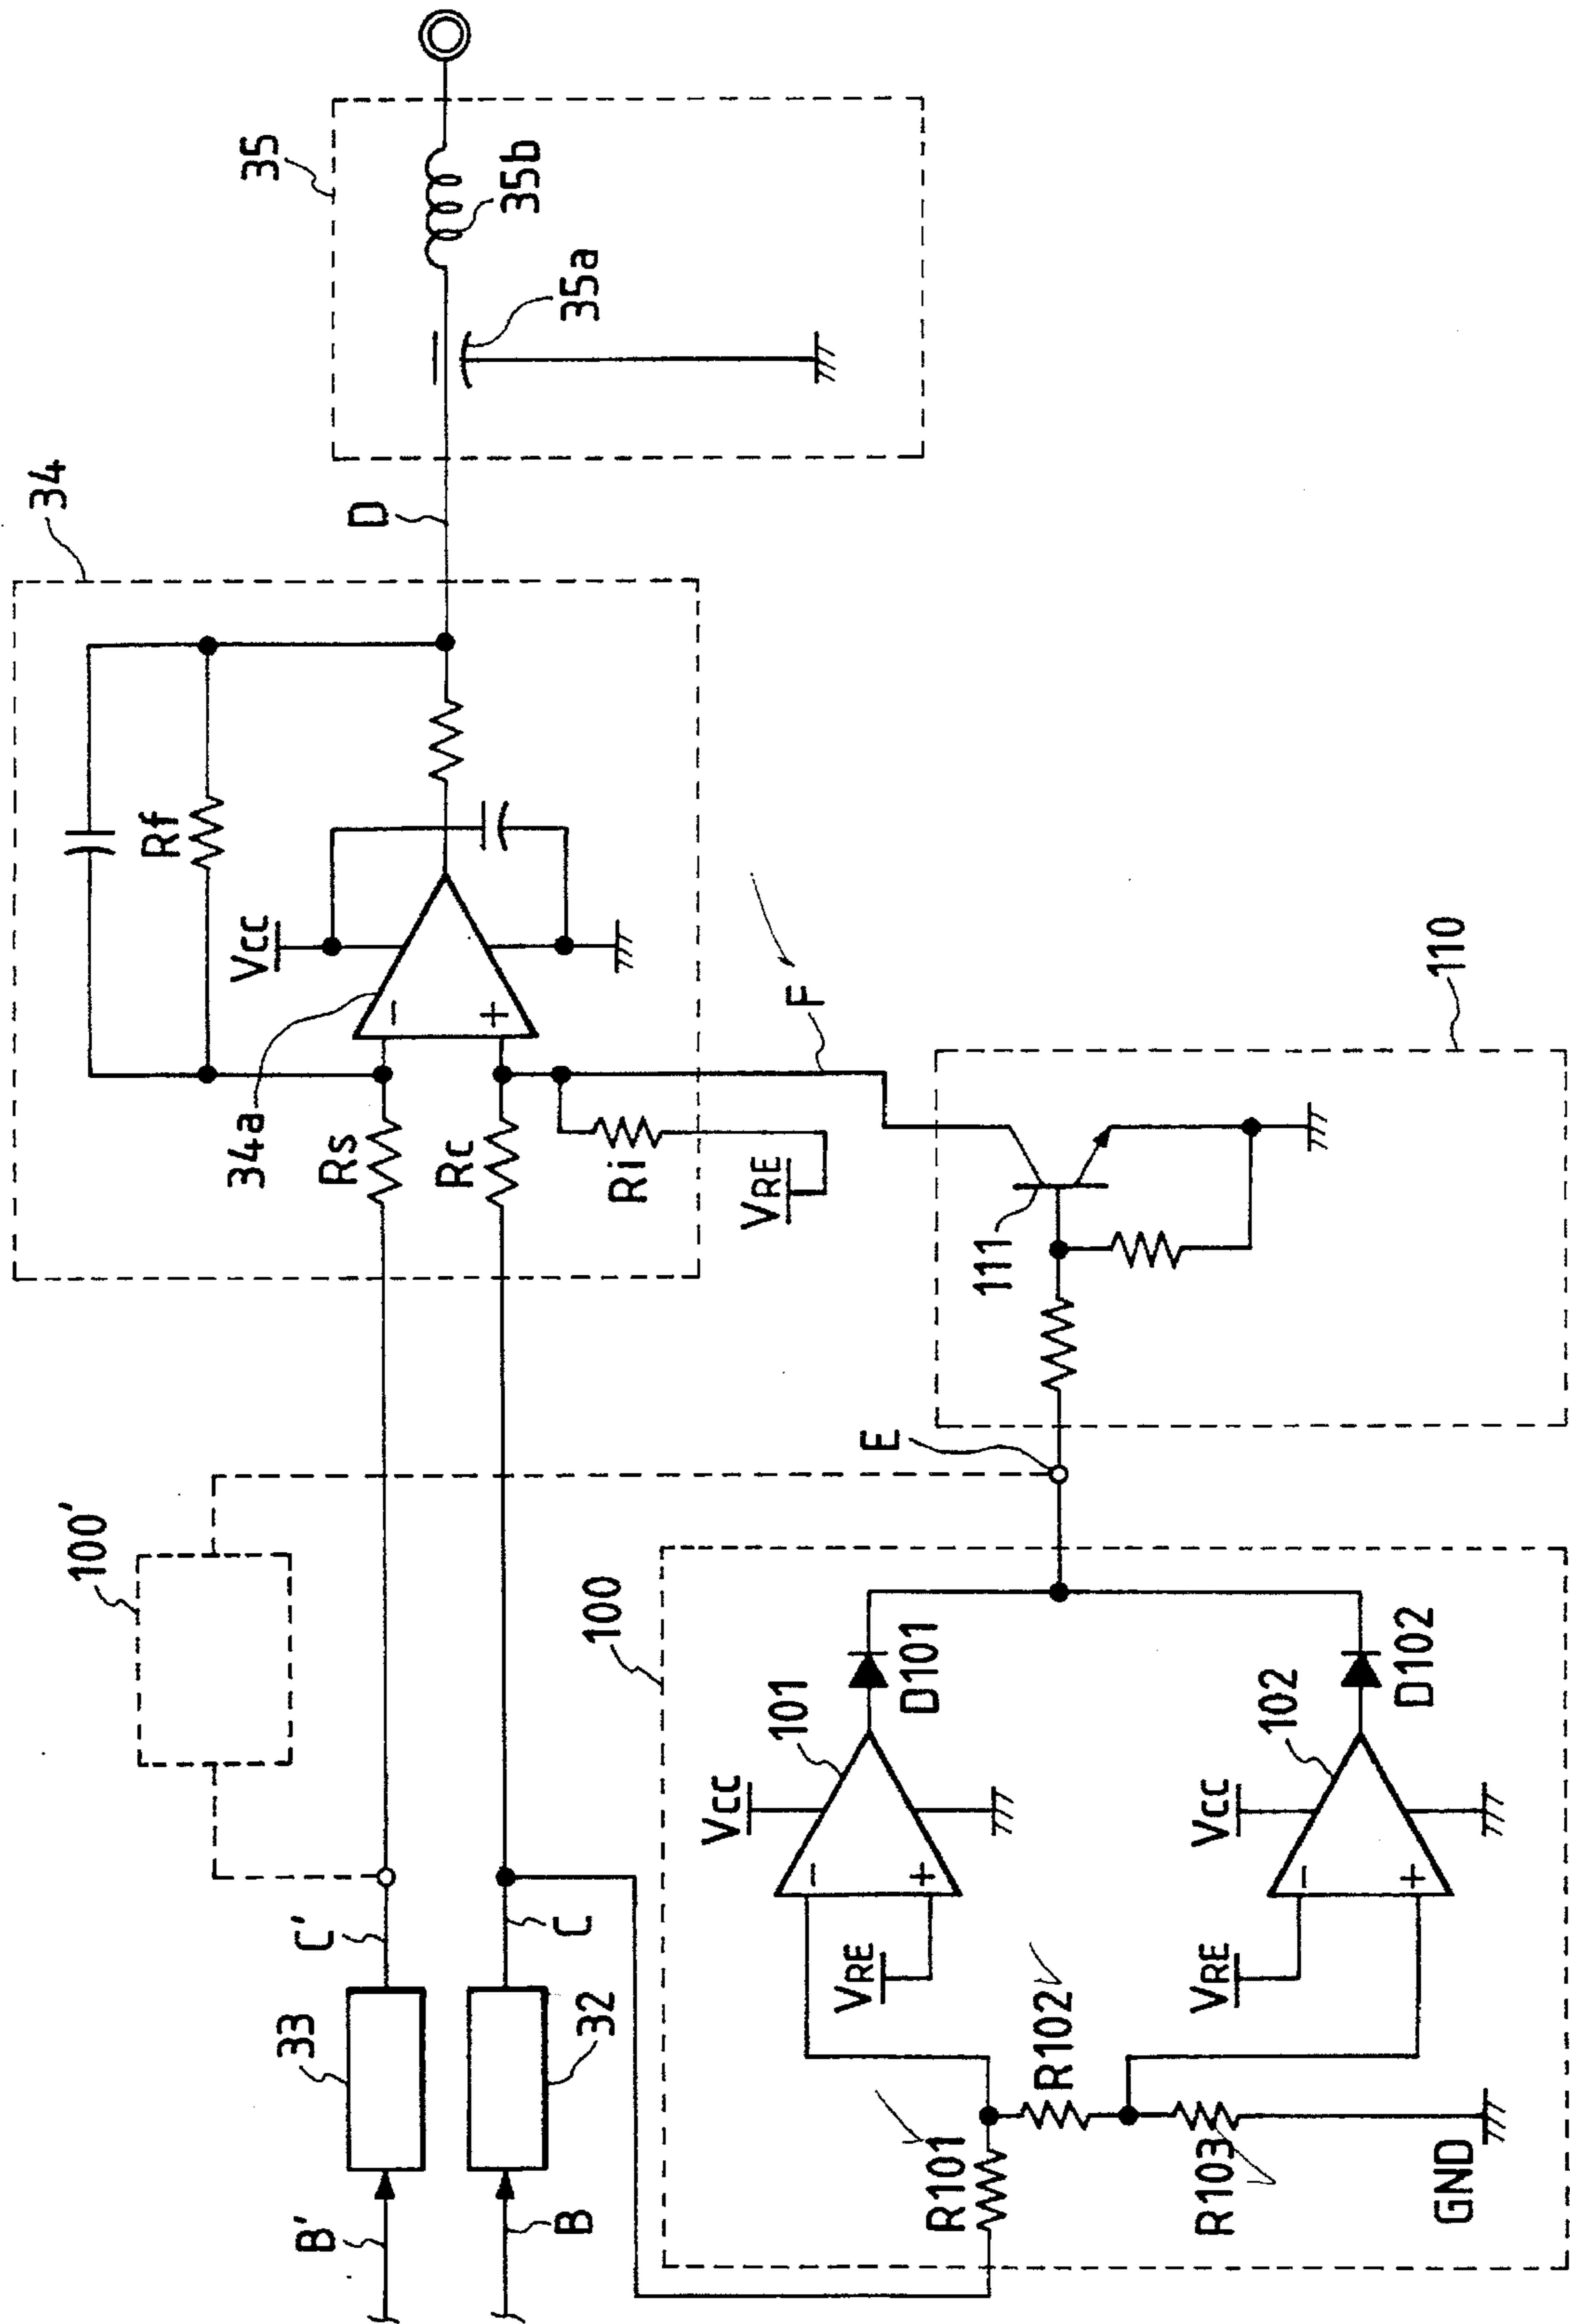 35
35b
35a
34
D
Rf
Vcc
34a
−
+
Rs
Rc
Ri
VRE
F
110
111
E
100'
100
101
D101
Vcc
−
+
VRE
102
D102
Vcc
−
+
VRE
C'
C
33
32
B'
B
R101
R102
R103
GND